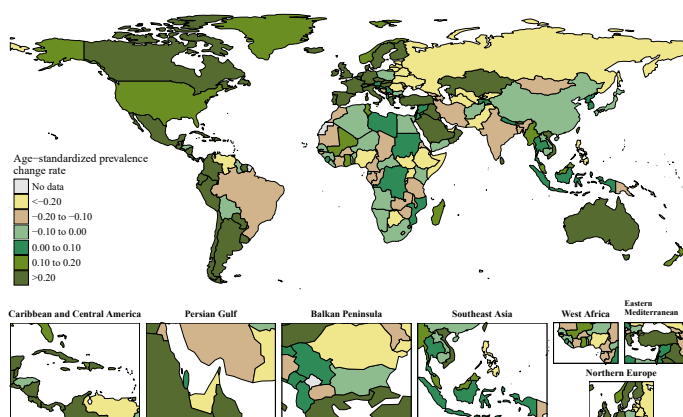 Age−standardized prevalence
change rate
No data
<−0.20
−0.20 to −0.10
−0.10 to 0.00
0.00 to 0.10
0.10 to 0.20
>0.20
Caribbean and Central America
Persian Gulf
Balkan Peninsula
Southeast Asia
West Africa
Eastern
Mediterranean
Northern Europe